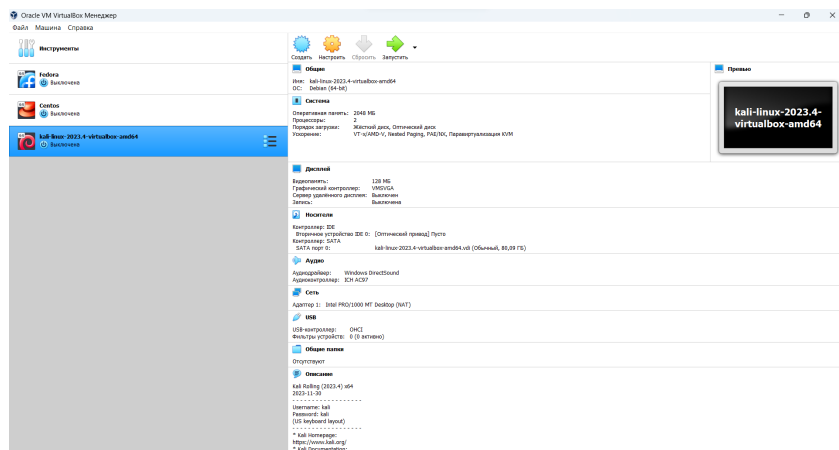 Oracle VM VirtualBox Менеджер
Файл Машина Справка
Инструменты
Fedora
Выключена
Centos
Выключена
kali-linux-2023.4-virtualbox-amd64
Выключена
Создать Настроить Сбросить Запустить
Общие
Имя: kali-linux-2023.4-virtualbox-amd64
ОС: Debian (64-bit)
Система
Оперативная память: 2048 МБ
Процессоры: 2
Порядок загрузки: Жёсткий диск, Оптический диск
Ускорение: VT-x/AMD-V, Nested Paging, PAE/NX, Паравиртуализация KVM
Превью
kali-linux-2023.4-
virtualbox-amd64
Дисплей
Видеопамять: 128 МБ
Графический контроллер: VMSVGA
Сервер удалённого дисплея: Выключен
Запись: Выключена
Носители
Контроллер: IDE
Вторичное устройство IDE 0: [Оптический привод] Пусто
Контроллер: SATA
SATA порт 0: kali-linux-2023.4-virtualbox-amd64.vdi (Обычный, 80,09 ГБ)
Аудио
Аудиодрайвер: Windows DirectSound
Аудиоконтроллер: ICH AC97
Сеть
Адаптер 1: Intel PRO/1000 MT Desktop (NAT)
USB
USB-контроллер: OHCI
Фильтры устройств: 0 (0 активно)
Общие папки
Отсутствуют
Описание
Kali Rolling (2023.4) x64
2023-11-30
- - - - - - - - - - - - - - - - - -
Username: kali
Password: kali
(US keyboard layout)
- - - - - - - - - - - - - - - - - -
* Kali Homepage:
https://www.kali.org/
* Kali Documentation: